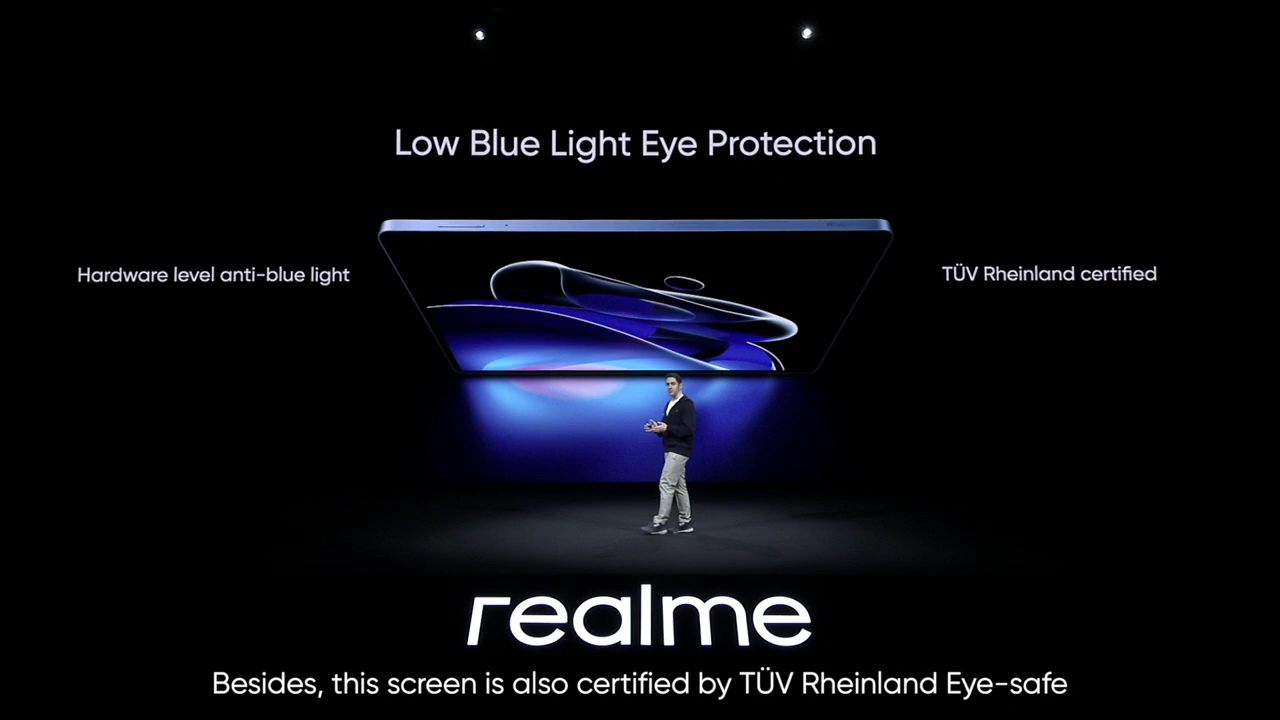 Low Blue Light Eye Protection
Hardware level anti-blue light
TÜV Rheinland certified
realme
Besides, this screen is also certified by TÜV Rheinland Eye-safe